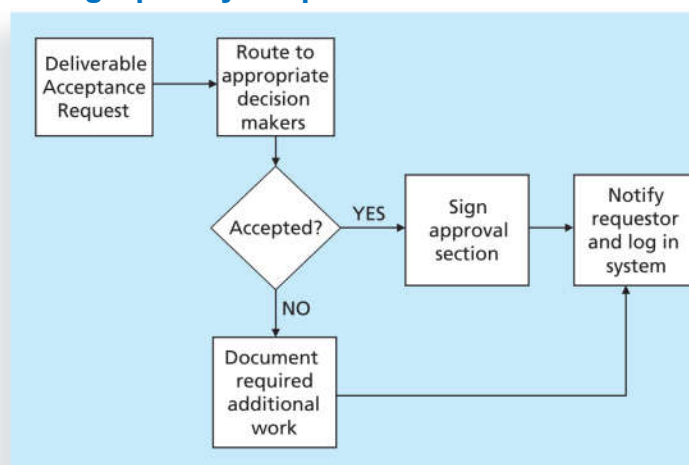 Deliverable
Acceptance
Request
Route to
appropriate
decision
makers
Accepted?
YES
Sign
approval
section
Notify
requestor
and log in
system
NO
Document
required
additional
work